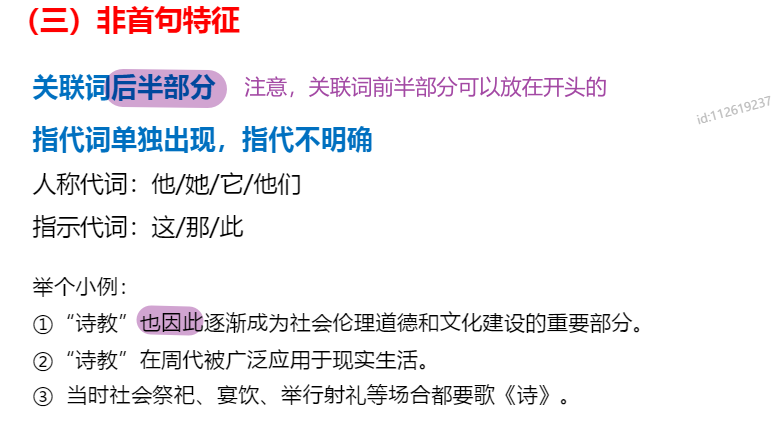 （三）非首句特征
关联词后半部分 注意，关联词前半部分可以放在开头的
id:112619237
指代词单独出现，指代不明确
人称代词：他/她/它/他们
指示代词：这/那/此
举个小例：
①“诗教”也因此逐渐成为社会伦理道德和文化建设的重要部分。
②“诗教”在周代被广泛应用于现实生活。
③ 当时社会祭祀、宴饮、举行射礼等场合都要歌《诗》。